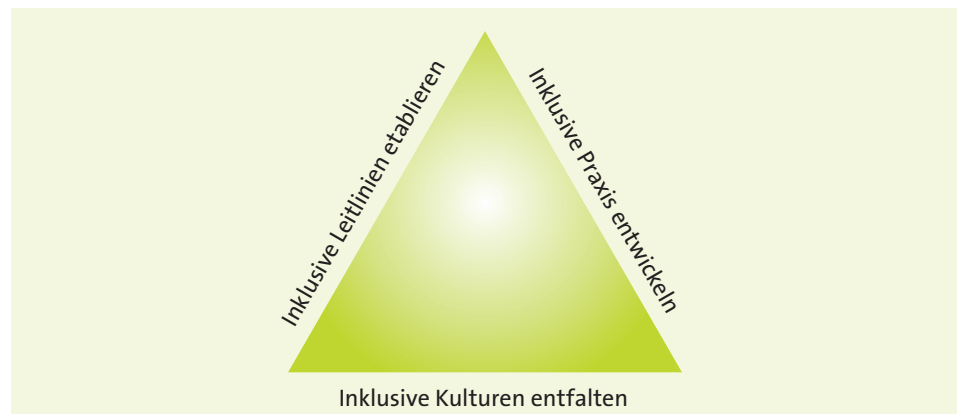 Inklusive Leitlinien etablieren
Inklusive Praxis entwickeln
Inklusive Kulturen entfalten